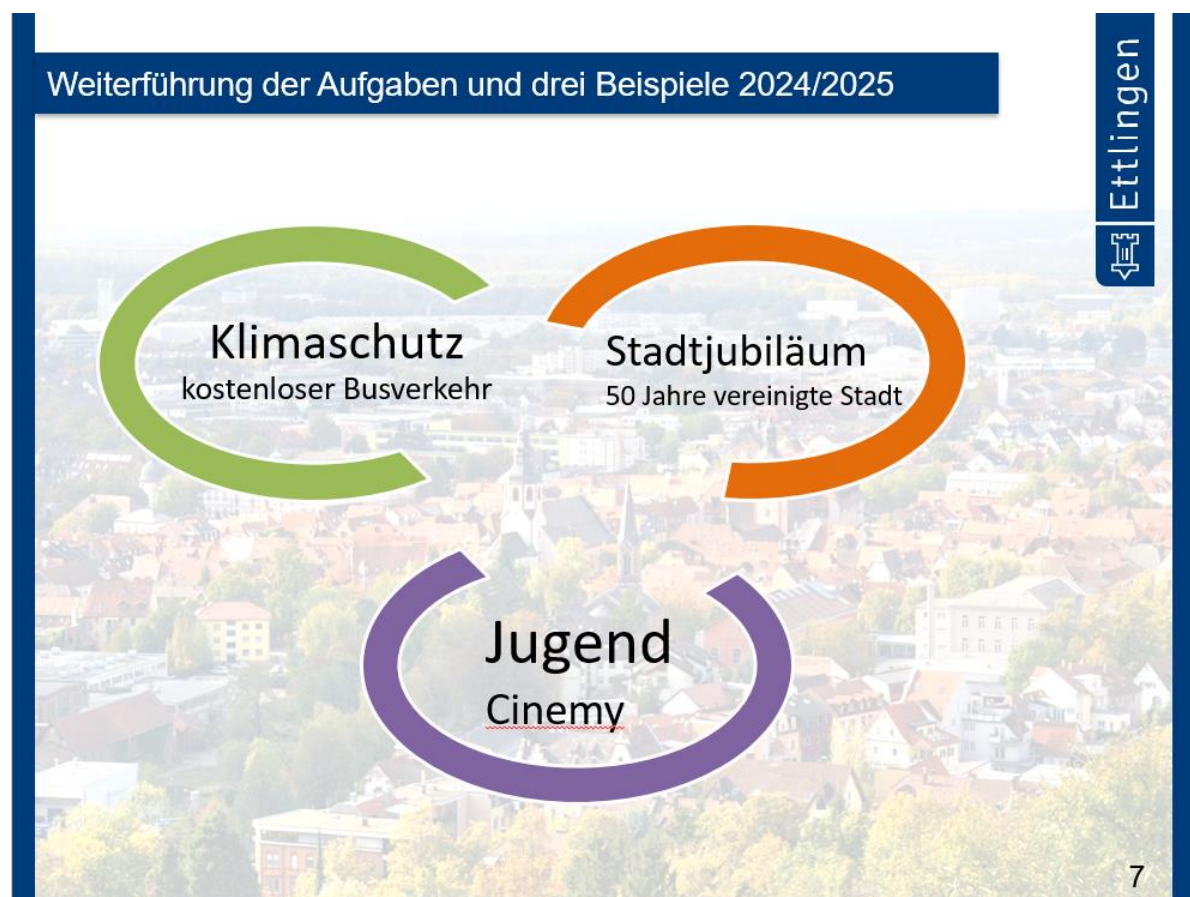 Weiterführung der Aufgaben und drei Beispiele 2024/2025
Ettlingen
Klimaschutz
kostenloser Busverkehr
Stadtjubiläum
50 Jahre vereinigte Stadt
Jugend
Cinemy
7